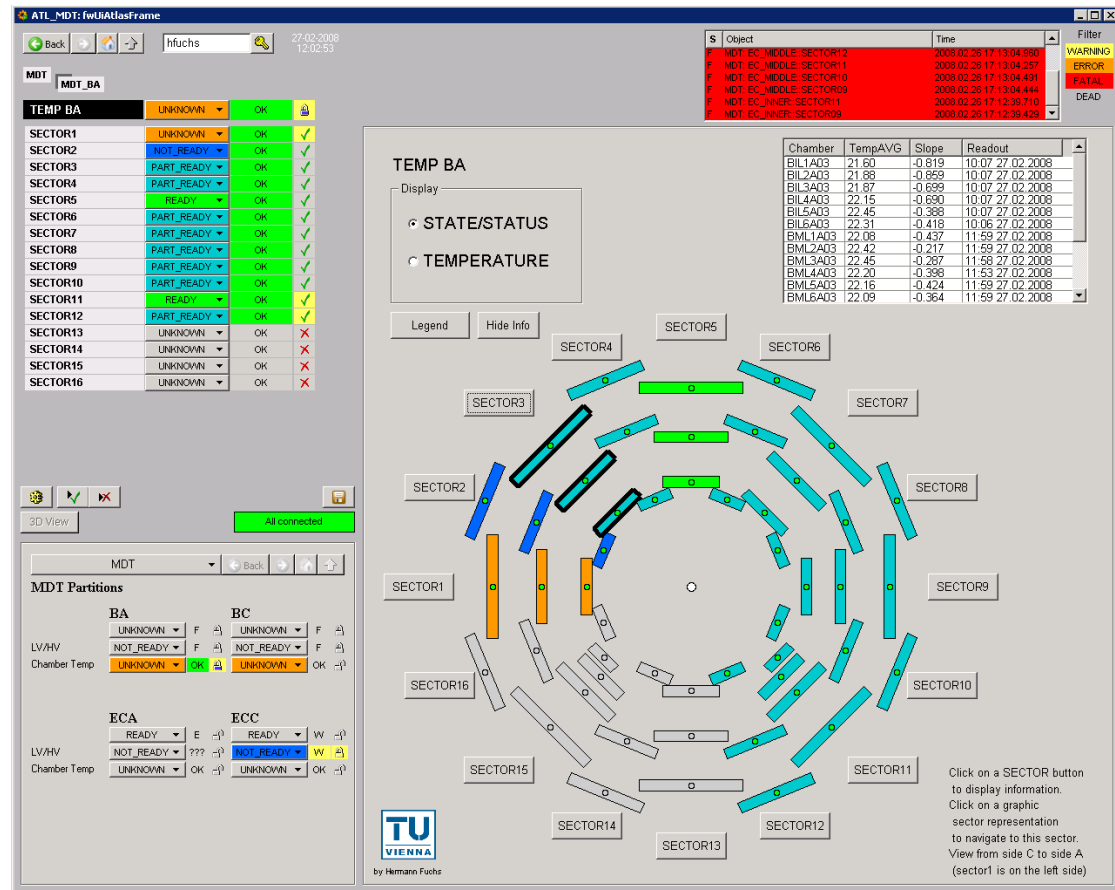 ATL_MDT: fwUiAtlasFrame
Back
hfuchs
27-02-2008
12:02:53
S Object Time
F MDT: EC_MIDDLE: SECTOR12 2008.02.26 17:13:04.980
F MDT: EC_MIDDLE: SECTOR11 2008.02.26 17:13:04.257
F MDT: EC_MIDDLE: SECTOR10 2008.02.26 17:13:04.491
F MDT: EC_MIDDLE: SECTOR09 2008.02.26 17:13:04.444
F MDT: EC_INNER: SECTOR11 2008.02.26 17:12:39.710
F MDT: EC_INNER: SECTOR09 2008.02.26 17:12:39.429
Filter
WARNING
ERROR
FATAL
DEAD
MDT
MDT_BA
TEMP BA UNKNOWN OK
SECTOR1 UNKNOWN OK
SECTOR2 NOT_READY OK
SECTOR3 PART_READY OK
SECTOR4 PART_READY OK
SECTOR5 READY OK
SECTOR6 PART_READY OK
SECTOR7 PART_READY OK
SECTOR8 PART_READY OK
SECTOR9 PART_READY OK
SECTOR10 PART_READY OK
SECTOR11 READY OK
SECTOR12 PART_READY OK
SECTOR13 UNKNOWN OK
SECTOR14 UNKNOWN OK
SECTOR15 UNKNOWN OK
SECTOR16 UNKNOWN OK
3D View
All connected
MDT
Back
MDT Partitions
BA BC
UNKNOWN F UNKNOWN F
LV/HV NOT_READY F NOT_READY F
Chamber Temp UNKNOWN OK UNKNOWN OK
ECA ECC
READY E READY W
LV/HV NOT_READY ??? NOT_READY W
Chamber Temp UNKNOWN OK UNKNOWN OK
TEMP BA
Display
STATE/STATUS
TEMPERATURE
Legend
Hide Info
Chamber TempAVG Slope Readout
BIL1A03 21.60 -0.819 10:07 27.02.2008
BIL2A03 21.88 -0.859 10:07 27.02.2008
BIL3A03 21.87 -0.699 10:07 27.02.2008
BIL4A03 22.15 -0.690 10:07 27.02.2008
BIL5A03 22.45 -0.388 10:07 27.02.2008
BIL6A03 22.31 -0.418 10:06 27.02.2008
BML1A03 22.08 -0.437 11:59 27.02.2008
BML2A03 22.42 -0.217 11:59 27.02.2008
BML3A03 22.45 -0.287 11:58 27.02.2008
BML4A03 22.20 -0.398 11:53 27.02.2008
BML5A03 22.16 -0.424 11:59 27.02.2008
BML6A03 22.09 -0.364 11:59 27.02.2008
SECTOR5
SECTOR4
SECTOR6
SECTOR3
SECTOR7
SECTOR2
SECTOR8
SECTOR1
SECTOR9
SECTOR16
SECTOR10
SECTOR15
SECTOR11
SECTOR14
SECTOR12
SECTOR13
TU
VIENNA
by Hermann Fuchs
Click on a SECTOR button
to display information.
Click on a graphic
sector representation
to navigate to this sector.
View from side C to side A
(sector1 is on the left side)